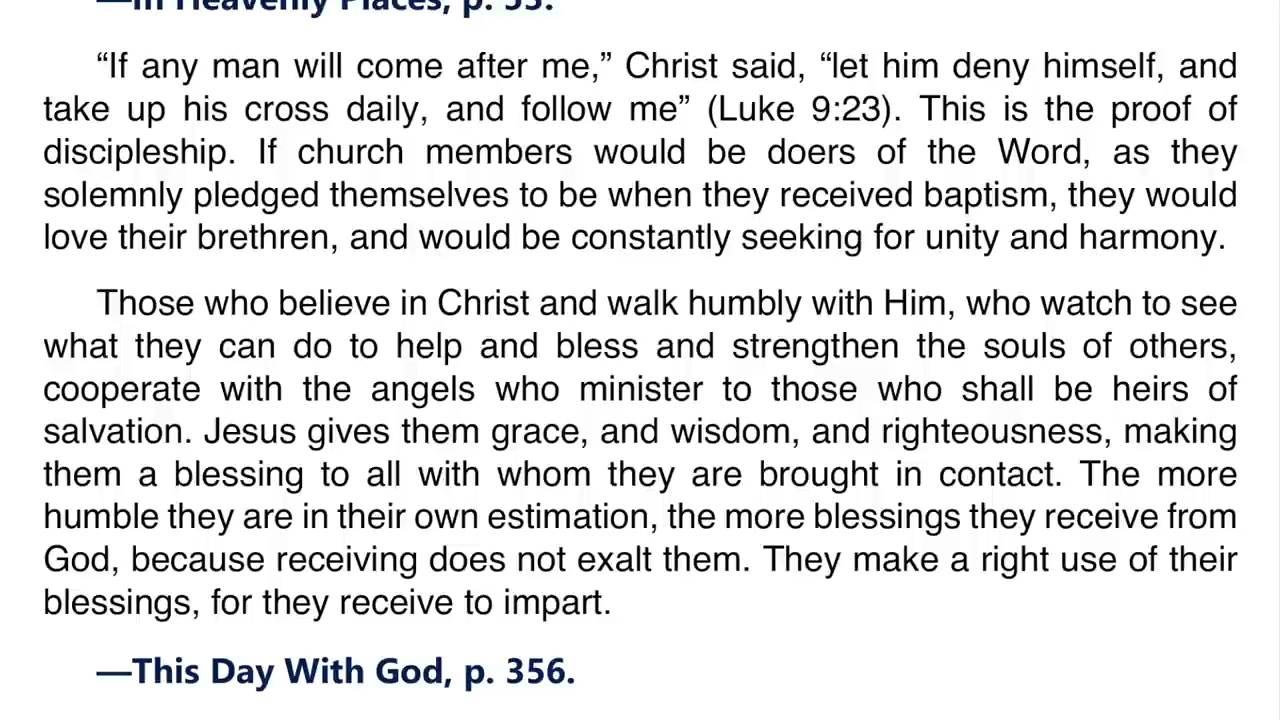 —In Heavenly Places, p. 53.
“If any man will come after me,” Christ said, “let him deny himself, and
take up his cross daily, and follow me” (Luke 9:23). This is the proof of
discipleship. If church members would be doers of the Word, as they
solemnly pledged themselves to be when they received baptism, they would
love their brethren, and would be constantly seeking for unity and harmony.
Those who believe in Christ and walk humbly with Him, who watch to see
what they can do to help and bless and strengthen the souls of others,
cooperate with the angels who minister to those who shall be heirs of
salvation. Jesus gives them grace, and wisdom, and righteousness, making
them a blessing to all with whom they are brought in contact. The more
humble they are in their own estimation, the more blessings they receive from
God, because receiving does not exalt them. They make a right use of their
blessings, for they receive to impart.
—This Day With God, p. 356.